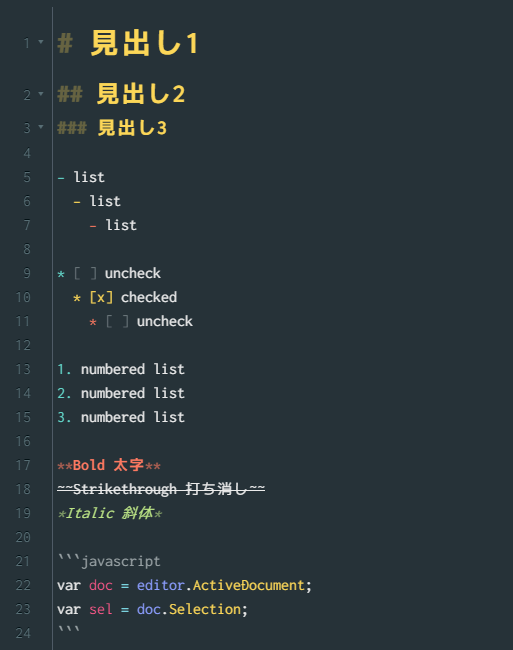 1 # 見出し1
2 ## 見出し2
3 ### 見出し3
4
5 - list
6   - list
7     - list
8
9 * [ ] uncheck
10   * [x] checked
11     * [ ] uncheck
12
13 1. numbered list
14 2. numbered list
15 3. numbered list
16
17 **Bold 太字**
18 ~~Strikethrough 打ち消し~~
19 *Italic 斜体*
20
21 ```javascript
22 var doc = editor.ActiveDocument;
23 var sel = doc.Selection;
24 ```